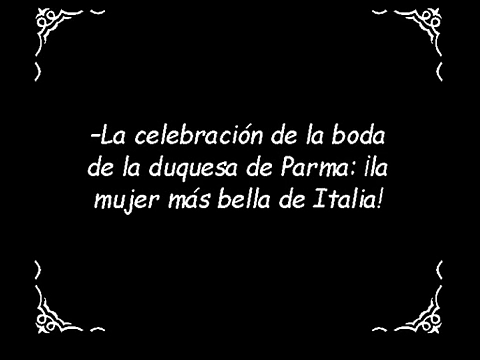 -La celebración de la boda
de la duquesa de Parma: ¡la
mujer más bella de Italia!